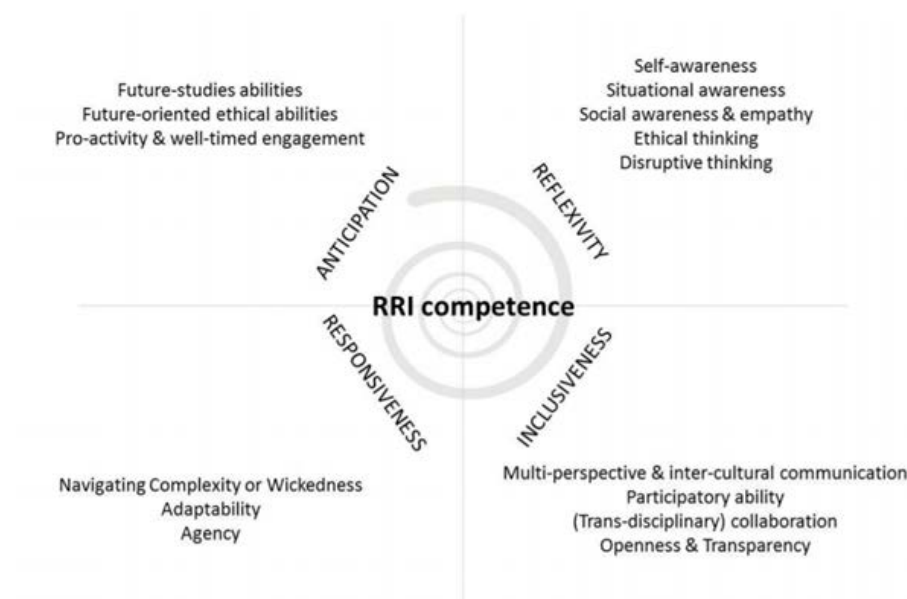 Future-studies abilities
Future-oriented ethical abilities
Pro-activity & well-timed engagement
Self-awareness
Situational awareness
Social awareness & empathy
Ethical thinking
Disruptive thinking
ANTICIPATION
REFLEXIVITY
RRI competence
RESPONSIVENESS
INCLUSIVENESS
Navigating Complexity or Wickedness
Adaptability
Agency
Multi-perspective & inter-cultural communication
Participatory ability
(Trans-disciplinary) collaboration
Openness & Transparency